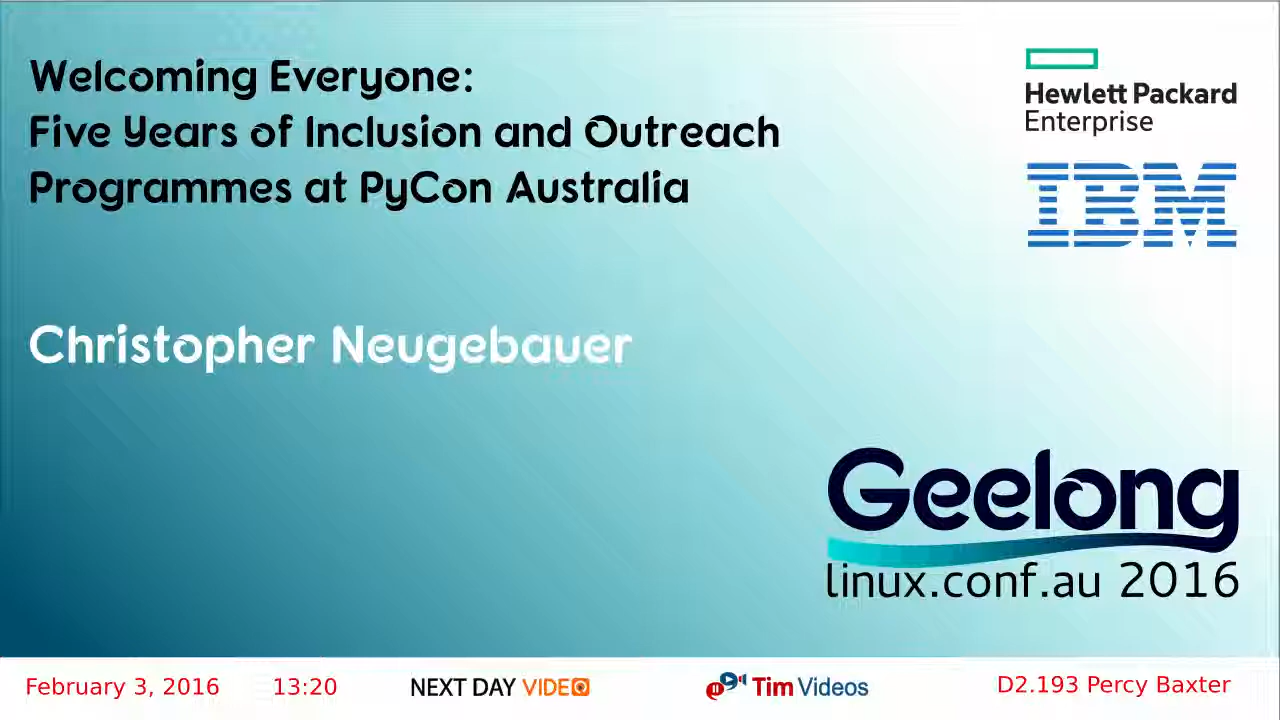 Welcoming Everyone:
Five Years of Inclusion and Outreach
Programmes at PyCon Australia
Christopher Neugebauer
Hewlett Packard
Enterprise
IBM
Geelong
linux.conf.au 2016
February 3, 2016 13:20 NEXT DAY VIDEO Tim Videos D2.193 Percy Baxter